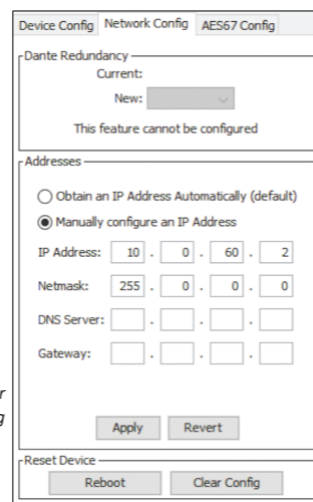 Device Config Network Config AES67 Config
Dante Redundancy
Current:
New:
This feature cannot be configured
Addresses
Obtain an IP Address Automatically (default)
Manually configure an IP Address
IP Address: 10 . 0 . 60 . 2
Netmask: 255 . 0 . 0 . 0
DNS Server: . . .
Gateway: . . .
r
g
Apply Revert
Reset Device
Reboot Clear Config